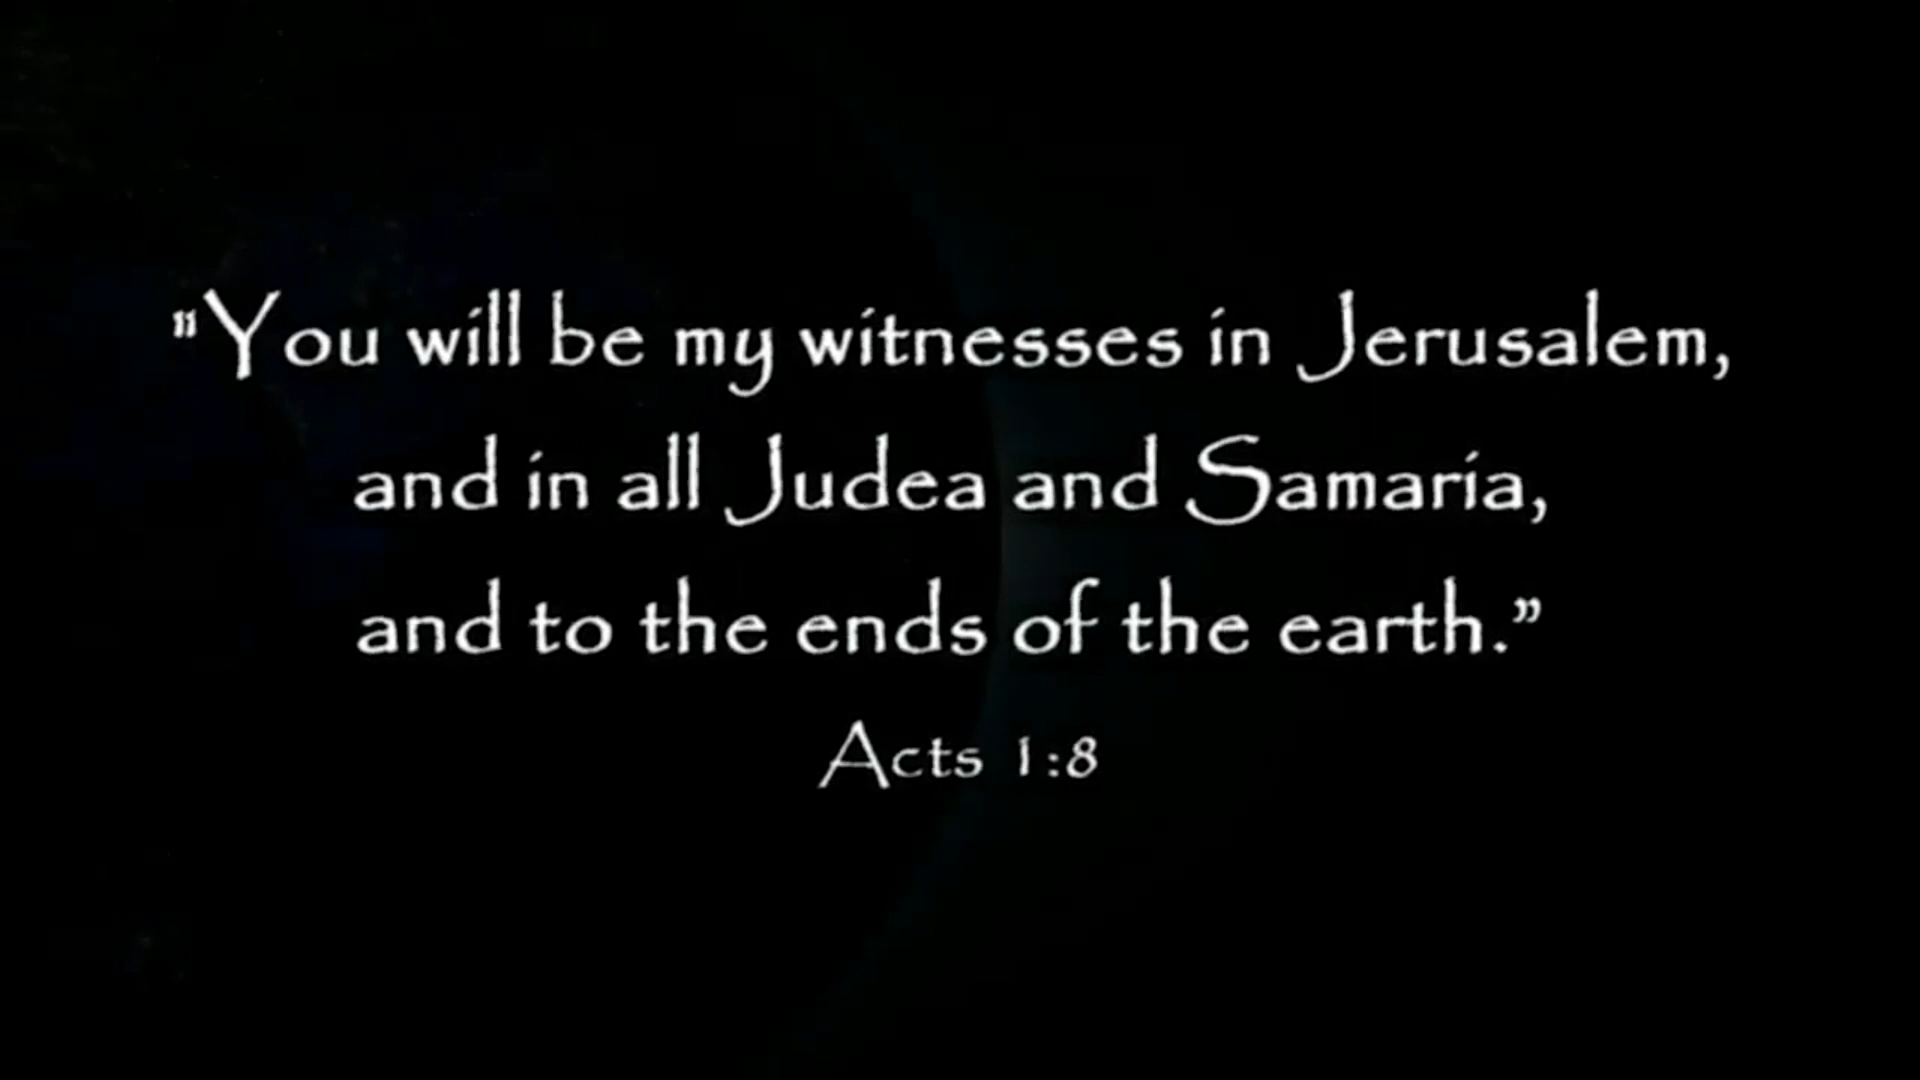 "You will be my witnesses in Jerusalem,
and in all Judea and Samaria,
and to the ends of the earth.”
Acts 1:8